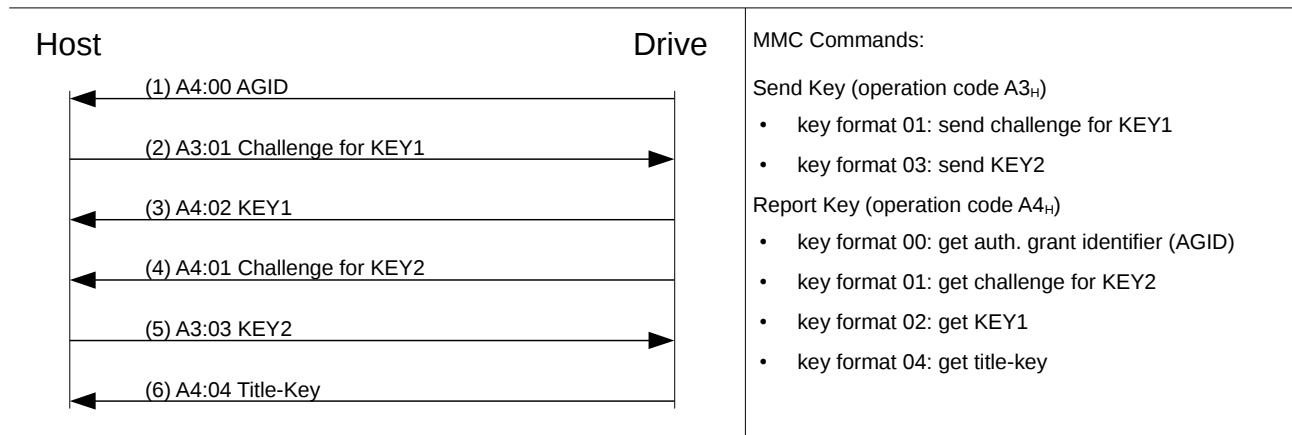 Host
Drive
(1) A4:00 AGID
(2) A3:01 Challenge for KEY1
(3) A4:02 KEY1
(4) A4:01 Challenge for KEY2
(5) A3:03 KEY2
(6) A4:04 Title-Key
MMC Commands:
Send Key (operation code A3H)
• key format 01: send challenge for KEY1
• key format 03: send KEY2
Report Key (operation code A4H)
• key format 00: get auth. grant identifier (AGID)
• key format 01: get challenge for KEY2
• key format 02: get KEY1
• key format 04: get title-key